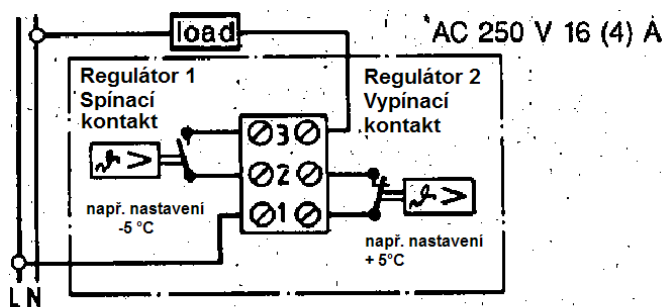 load
AC 250 V 16 (4) A
Regulátor 1
Spínací
kontakt
Regulátor 2
Vypínací
kontakt
3
2
1
ϑ >
ϑ >
např. nastavení
-5 °C
např. nastavení
+ 5°C
L N